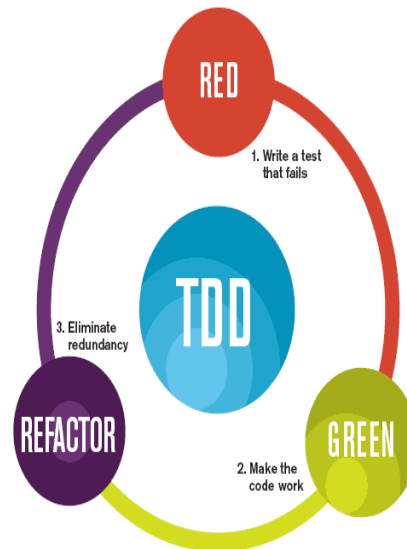 RED
1. Write a test
that fails
TDD
3. Eliminate
redundancy
REFACTOR
GREEN
2. Make the
code work